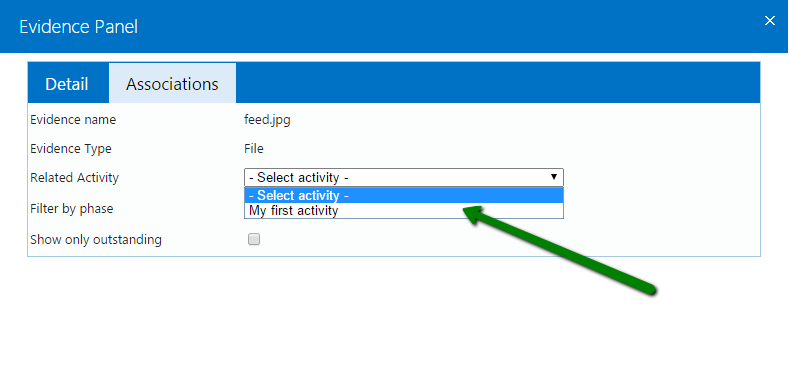 Evidence Panel
×
Detail Associations
Evidence name feed.jpg
Evidence Type File
Related Activity - Select activity -
- Select activity -
Filter by phase My first activity
Show only outstanding